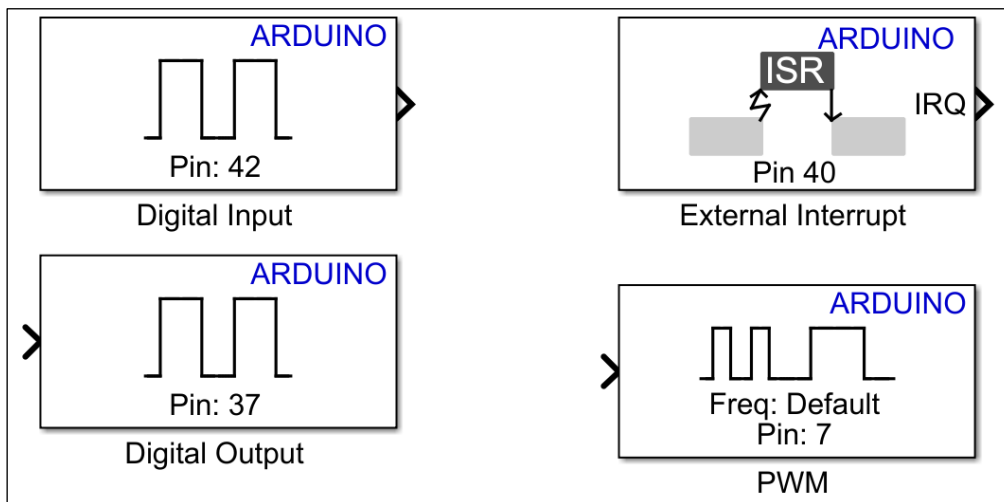 ARDUINO
Pin: 42
Digital Input
ARDUINO
ISR
IRQ
Pin 40
External Interrupt
ARDUINO
Pin: 37
Digital Output
ARDUINO
Freq: Default
Pin: 7
PWM